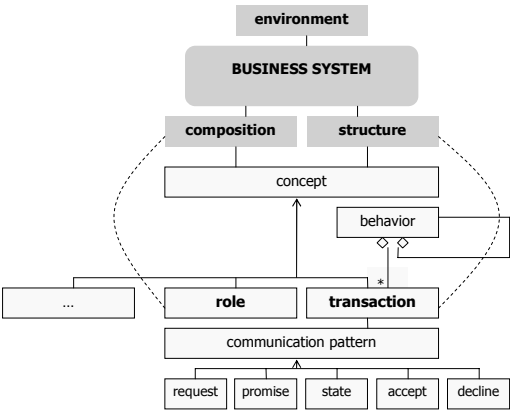 environment
BUSINESS SYSTEM
composition
structure
concept
behavior
*
...
role
transaction
communication pattern
request
promise
state
accept
decline